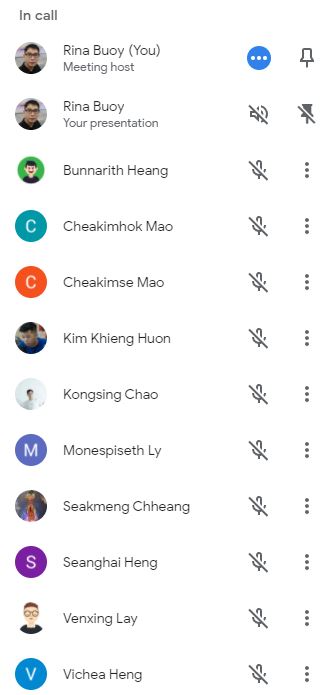 In call
Rina Buoy (You)
Meeting host
Rina Buoy
Your presentation
Bunnarith Heang
C
Cheakimhok Mao
C
Cheakimse Mao
Kim Khieng Huon
Kongsing Chao
M
Monespiseth Ly
Seakmeng Chheang
S
Seanghai Heng
Venxing Lay
V
Vichea Heng